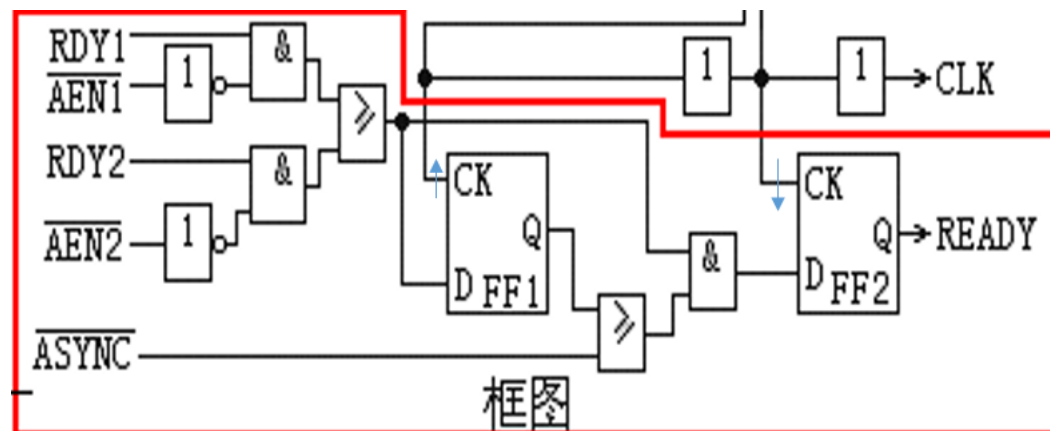 RDY1
&
1
AEN1
1
1
CLK
≥
RDY2
&
CK
CK
1
AEN2
Q
&
Q
READY
D FF1
D FF2
≥
ASYNC
框图